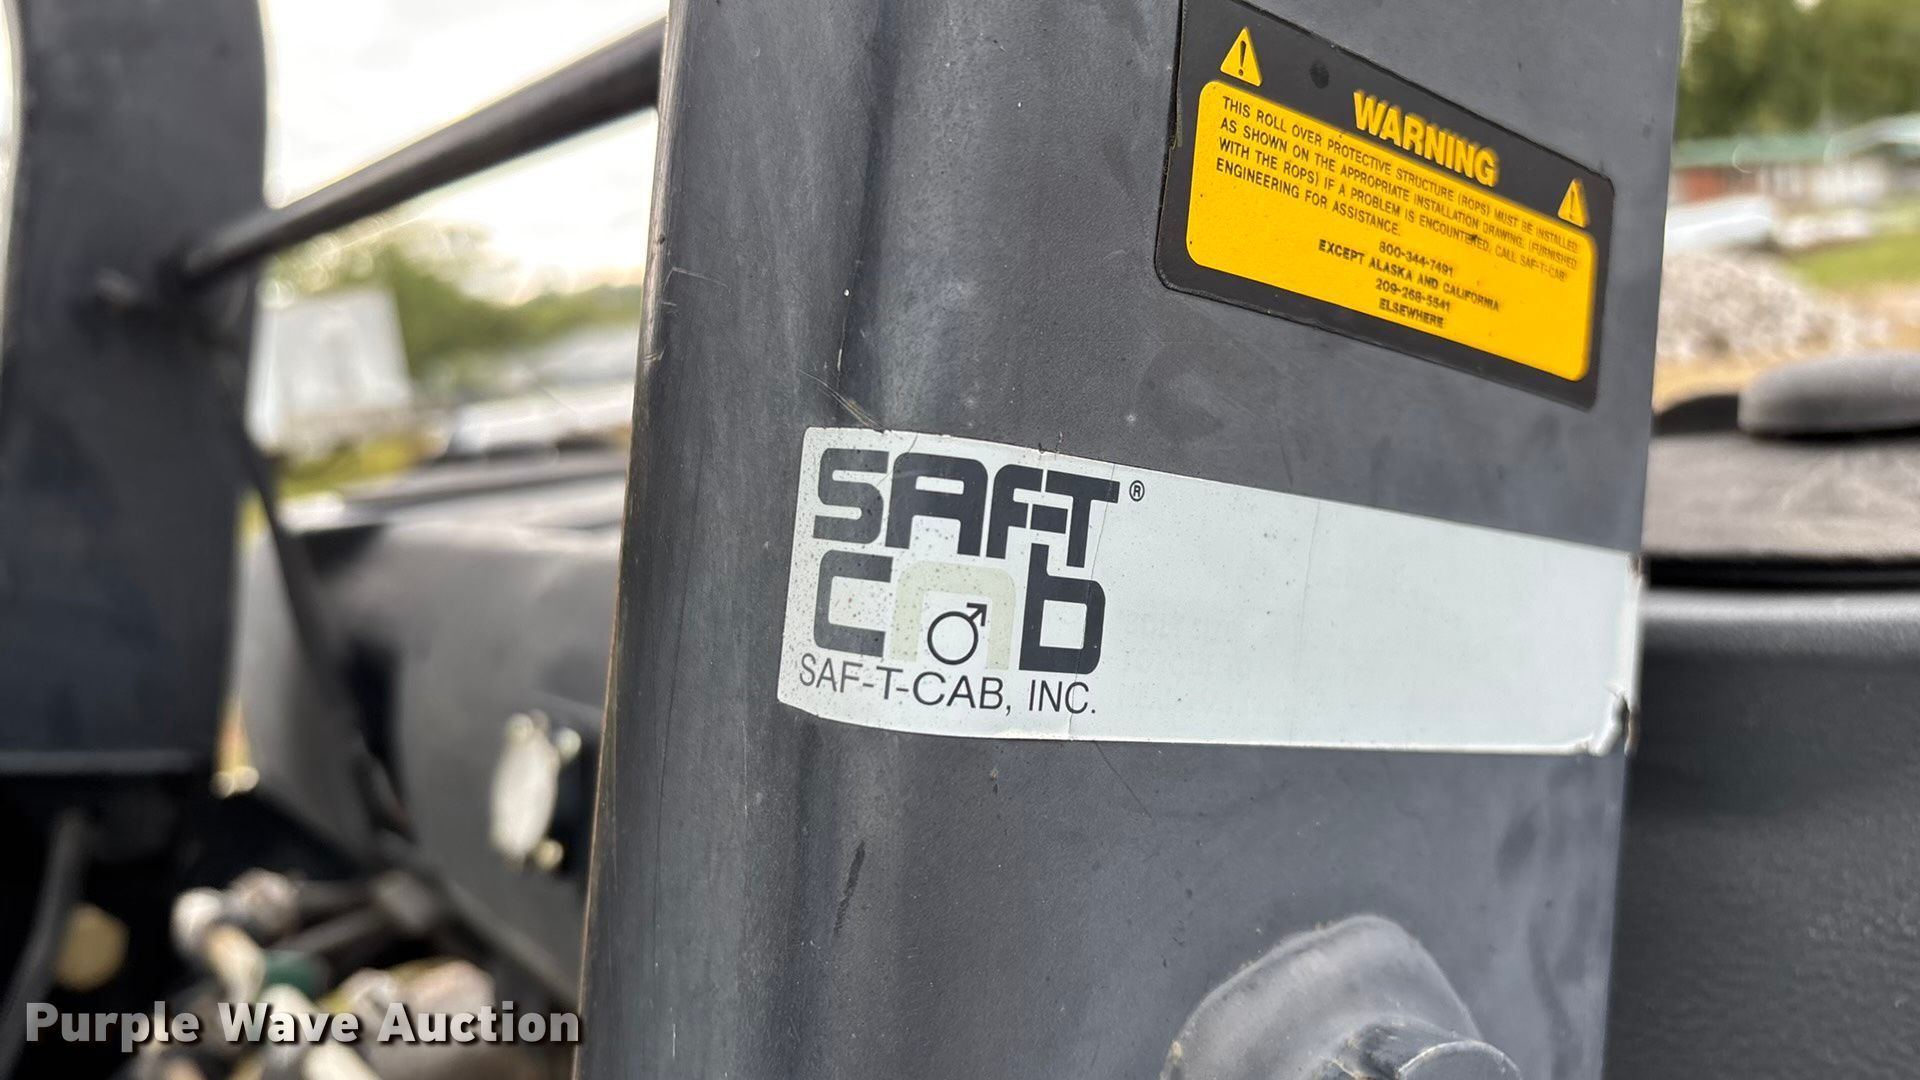 WARNING
THIS ROLL OVER PROTECTIVE STRUCTURE (ROPS) MUST BE INSTALLED
AS SHOWN ON THE APPROPRIATE INSTALLATION DRAWING. (FURNISHED
WITH THE ROPS) IF A PROBLEM IS ENCOUNTERED, CALL SAF-T-CAB
ENGINEERING FOR ASSISTANCE.
800-344-7491
EXCEPT ALASKA AND CALIFORNIA
209-268-5541
ELSEWHERE
SAF-T®
cab
SAF-T-CAB, INC.
Purple Wave Auction